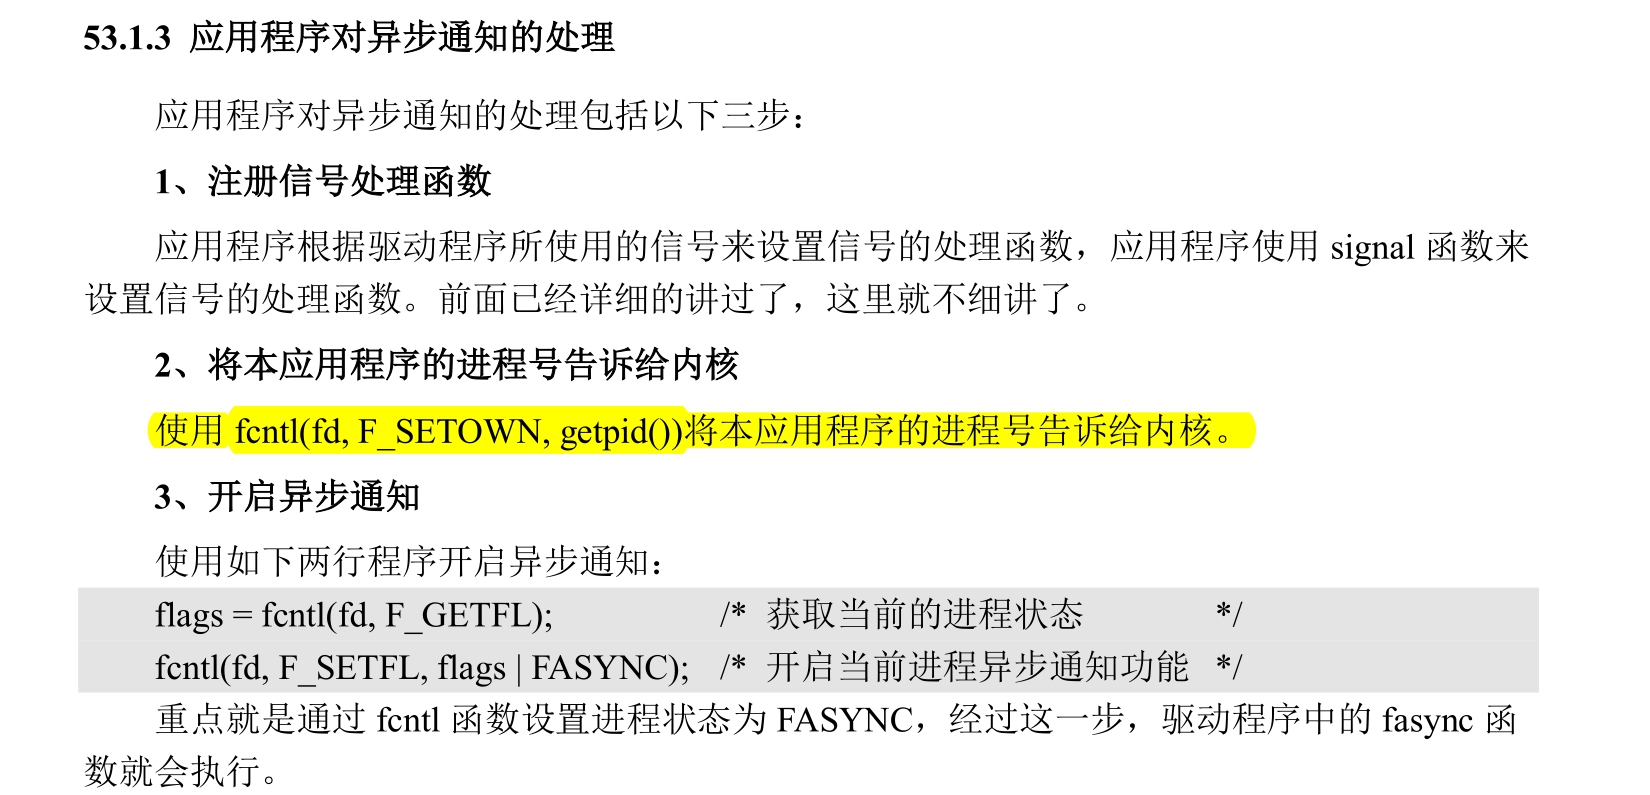 53.1.3 应用程序对异步通知的处理
应用程序对异步通知的处理包括以下三步：
1、注册信号处理函数
应用程序根据驱动程序所使用的信号来设置信号的处理函数，应用程序使用 signal 函数来
设置信号的处理函数。前面已经详细的讲过了，这里就不细讲了。
2、将本应用程序的进程号告诉给内核
使用 fcntl(fd, F_SETOWN, getpid())将本应用程序的进程号告诉给内核。
3、开启异步通知
使用如下两行程序开启异步通知：
flags = fcntl(fd, F_GETFL); /* 获取当前的进程状态 */
fcntl(fd, F_SETFL, flags | FASYNC); /* 开启当前进程异步通知功能 */
重点就是通过 fcntl 函数设置进程状态为 FASYNC，经过这一步，驱动程序中的 fasync 函
数就会执行。